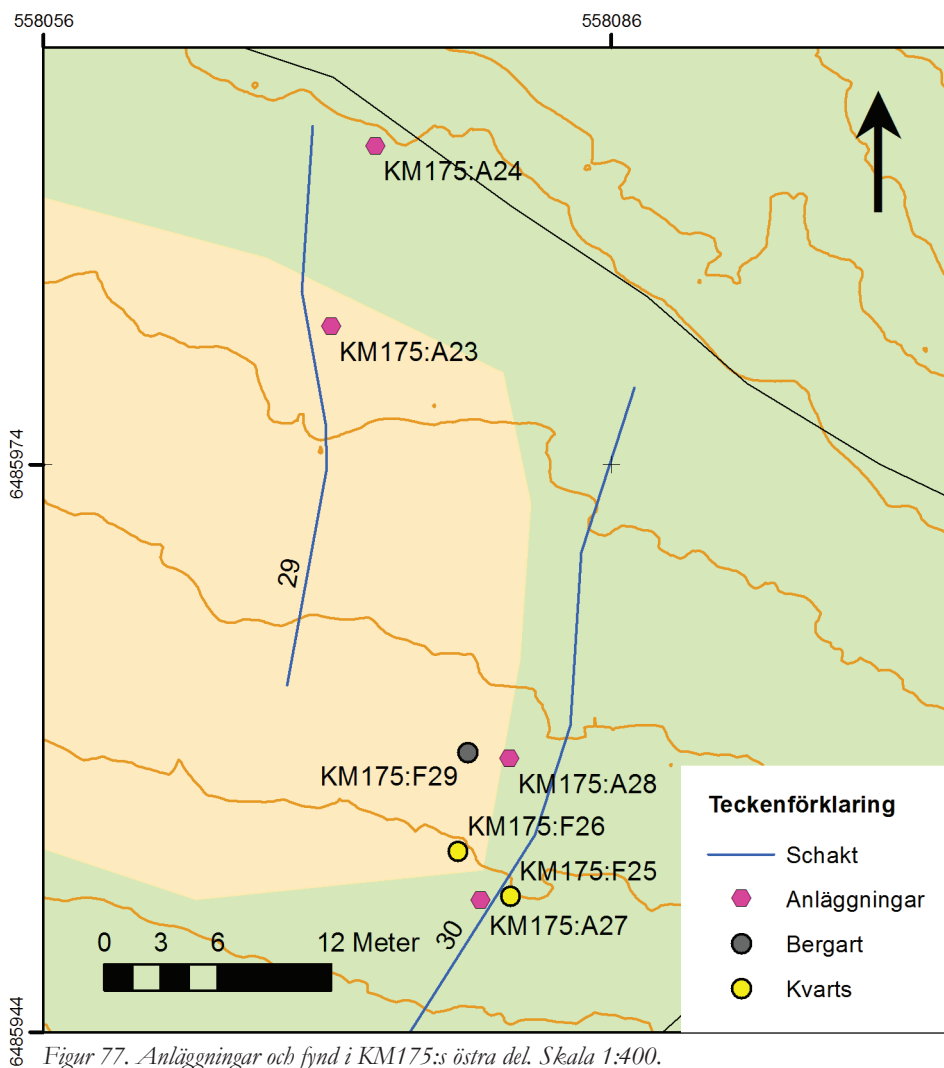 558056
558086
KM175:A24
KM175:A23
6485974
29
KM175:F29
KM175:A28
KM175:F26
KM175:F25
KM175:A27
30
0 3 6 12 Meter
6485944
Teckenförklaring
Schakt
Anläggningar
Bergart
Kvarts
Figur 77. Anläggningar och fynd i KM175:s östra del. Skala 1:400.